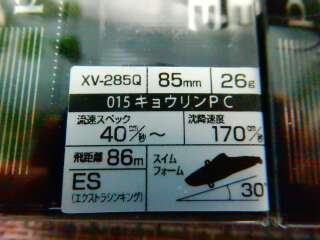 XV-285Q 85mm 26g
015 キョウリンPC
流速スペック 沈降速度
40cm/秒～ 170cm/秒
飛距離 86m スイム
フォーム
ES
(エクストラシンキング) 30°